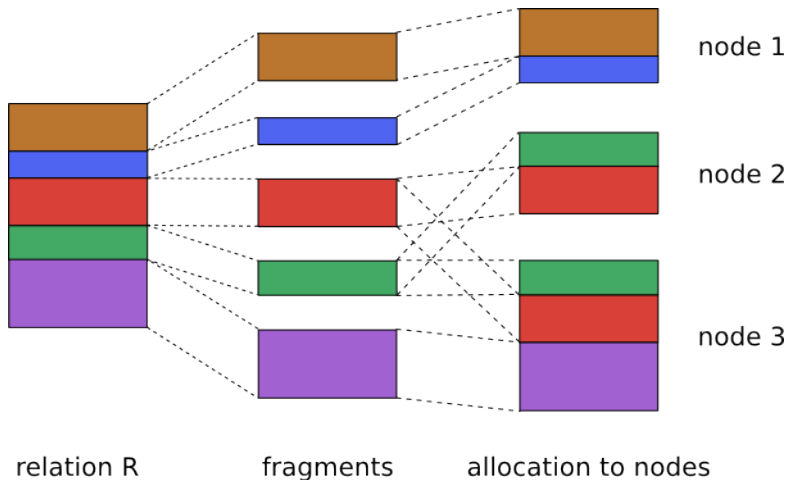 node 1
node 2
node 3
relation R
fragments
allocation to nodes